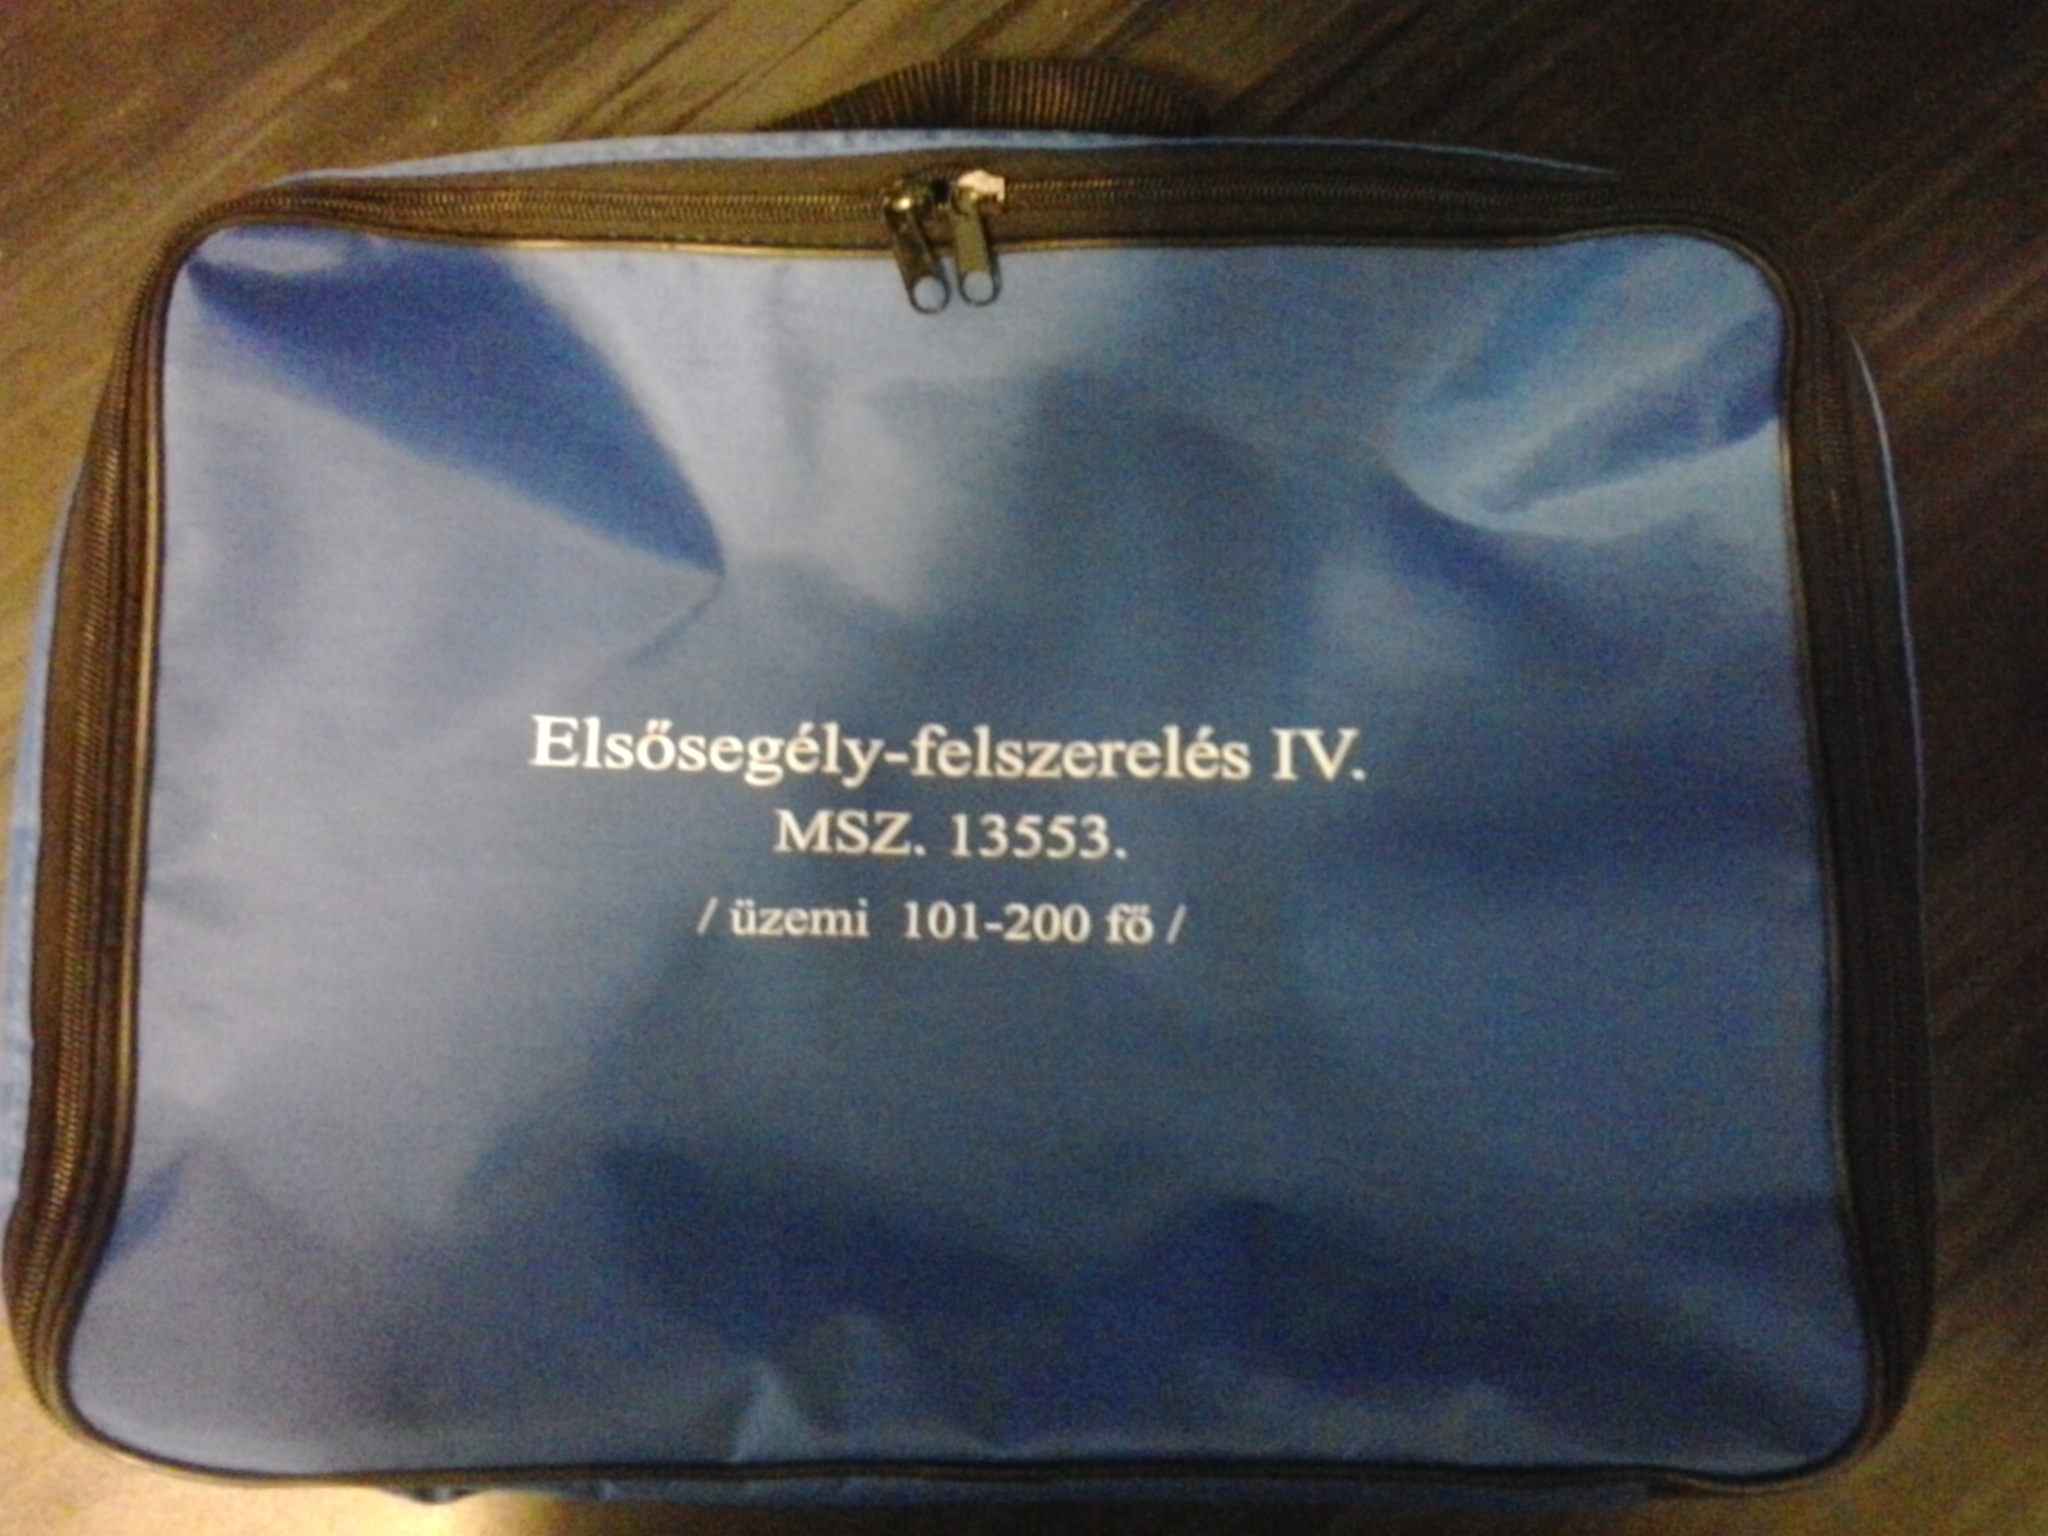 Elsősegély-felszerelés IV.
MSZ. 13553.
/ üzemi 101-200 fő /